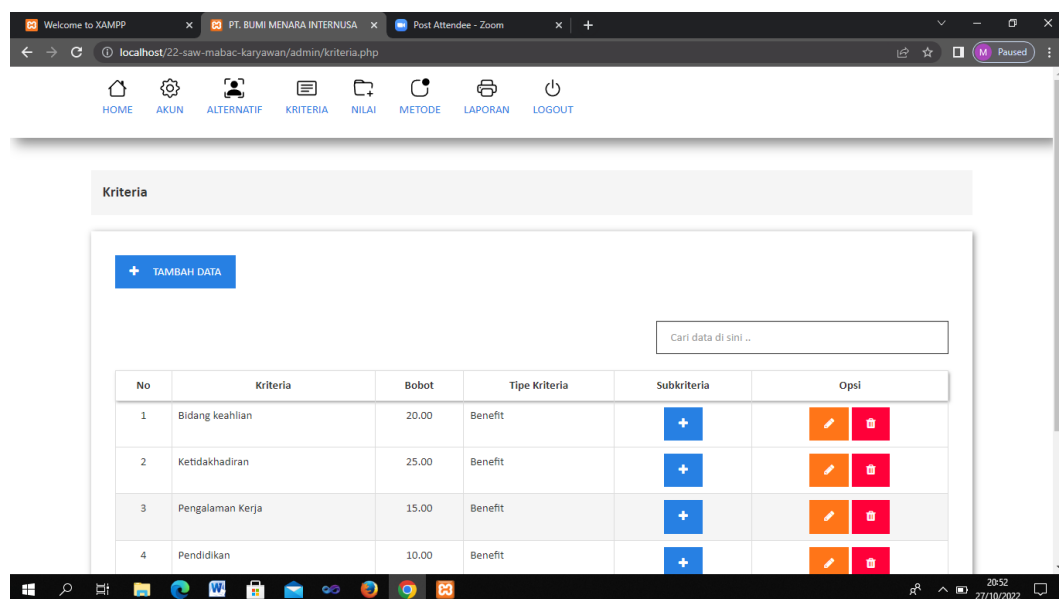 Welcome to XAMPP
PT. BUMI MENARA INTERNUSA
Post Attendee - Zoom
localhost/22-saw-mabac-karyawan/admin/kriteria.php
M Paused
HOME AKUN ALTERNATIF KRITERIA NILAI METODE LAPORAN LOGOUT
Kriteria
TAMBAH DATA
Cari data di sini ..
No Kriteria Bobot Tipe Kriteria Subkriteria Opsi
1 Bidang keahlian 20.00 Benefit
2 Ketidakhadiran 25.00 Benefit
3 Pengalaman Kerja 15.00 Benefit
4 Pendidikan 10.00 Benefit
20:52
27/10/2022